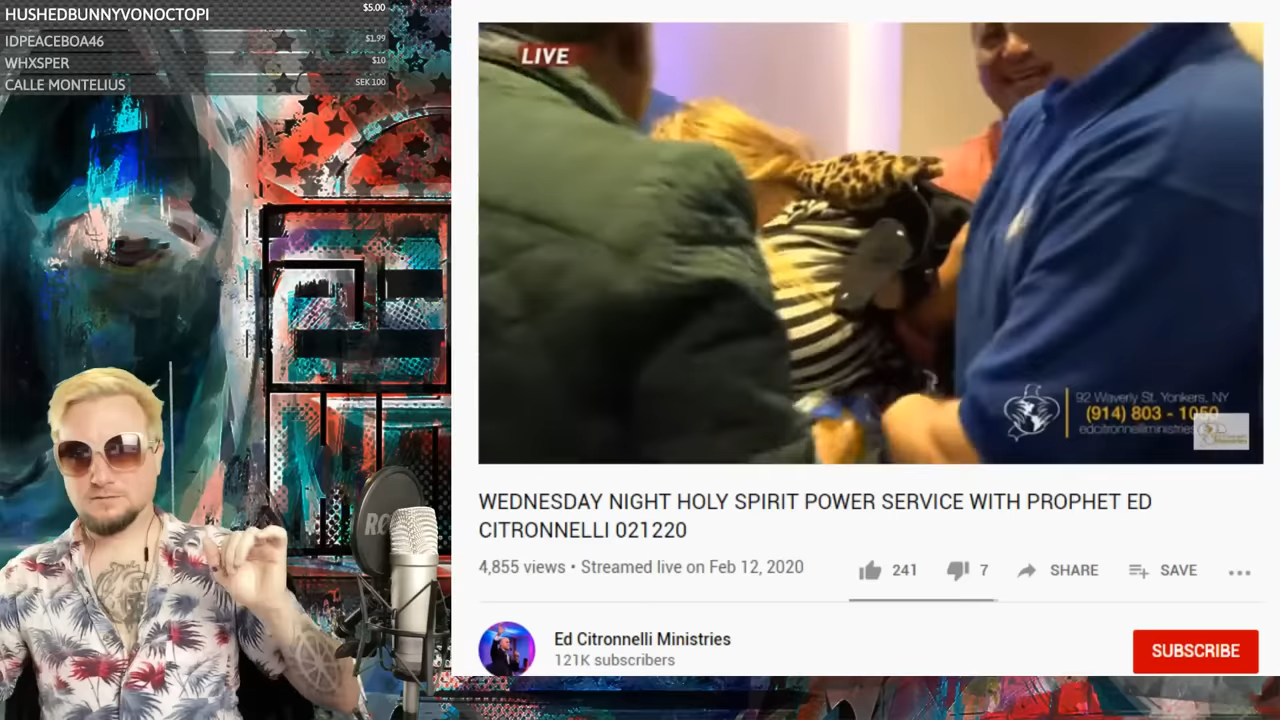 HUSHEDBUNNYVONOCTOPI $5.00
IDPEACEBOA46 $1.99
WHXSPER $10
CALLE MONTELIUS SEK 100
LIVE
92 Waverly St. Yonkers, NY
(914) 803 - 1050
edcitronnelliministries
WEDNESDAY NIGHT HOLY SPIRIT POWER SERVICE WITH PROPHET ED
CITRONNELLI 021220
4,855 views • Streamed live on Feb 12, 2020
241
7
SHARE
SAVE
Ed Citronnelli Ministries
121K subscribers
SUBSCRIBE